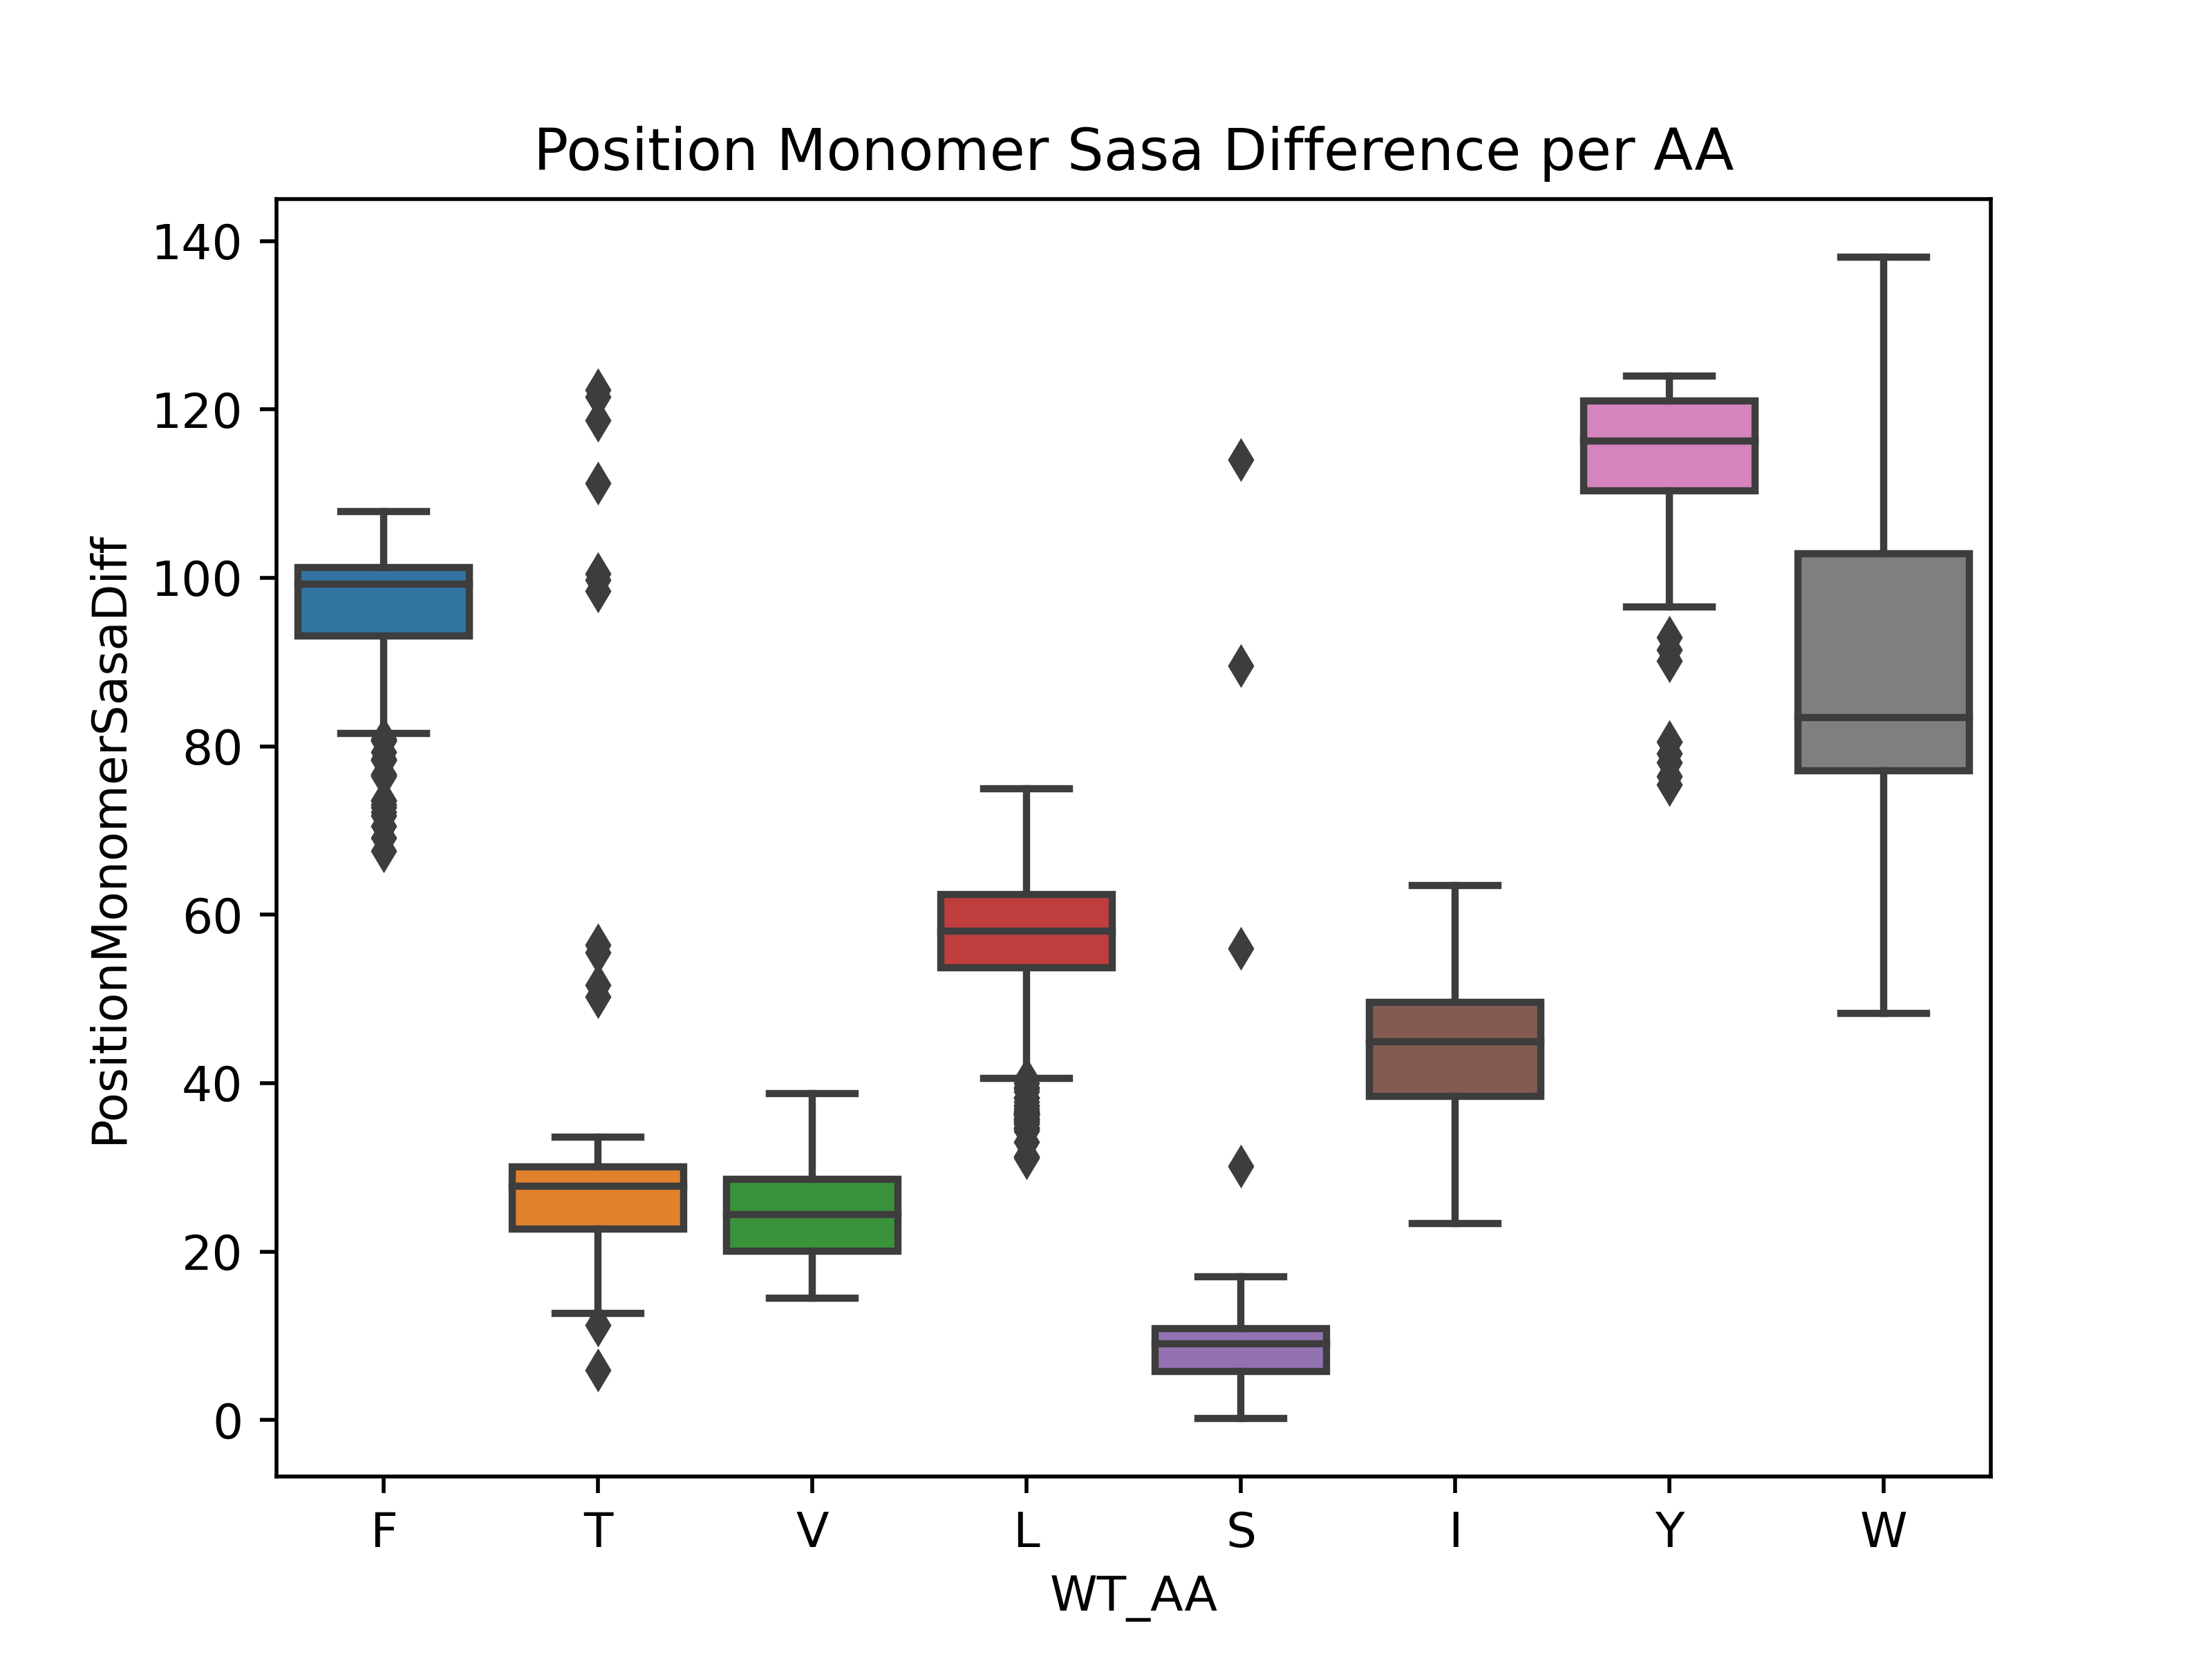 Position Monomer Sasa Difference per AA
PositionMonomerSasaDiff
140
120
100
80
60
40
20
0
F T V L S I Y W
WT_AA